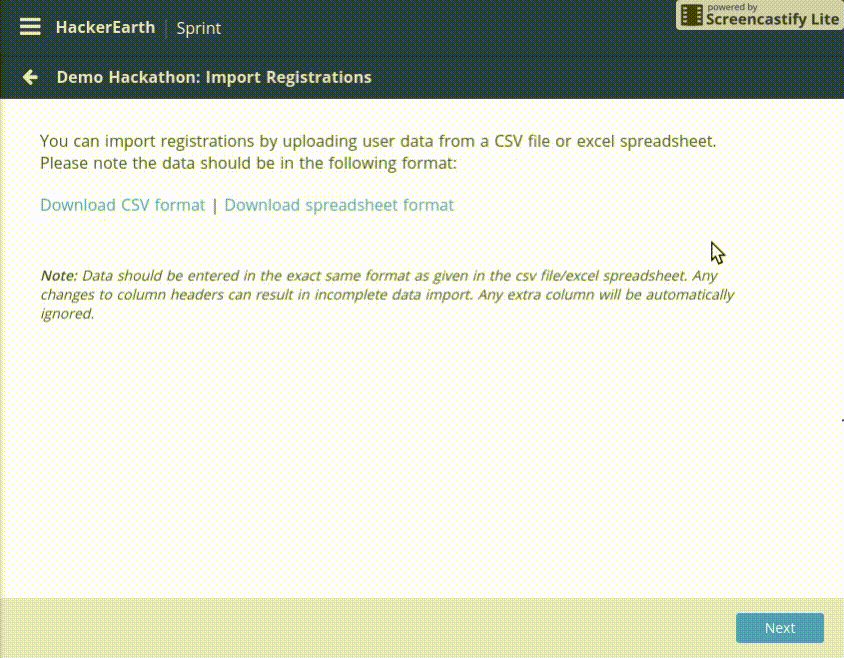 HackerEarth | Sprint
powered by
Screencastify Lite
Demo Hackathon: Import Registrations
You can import registrations by uploading user data from a CSV file or excel spreadsheet.
Please note the data should be in the following format:
Download CSV format | Download spreadsheet format
Note: Data should be entered in the exact same format as given in the csv file/excel spreadsheet. Any
changes to column headers can result in incomplete data import. Any extra column will be automatically
ignored.
Next